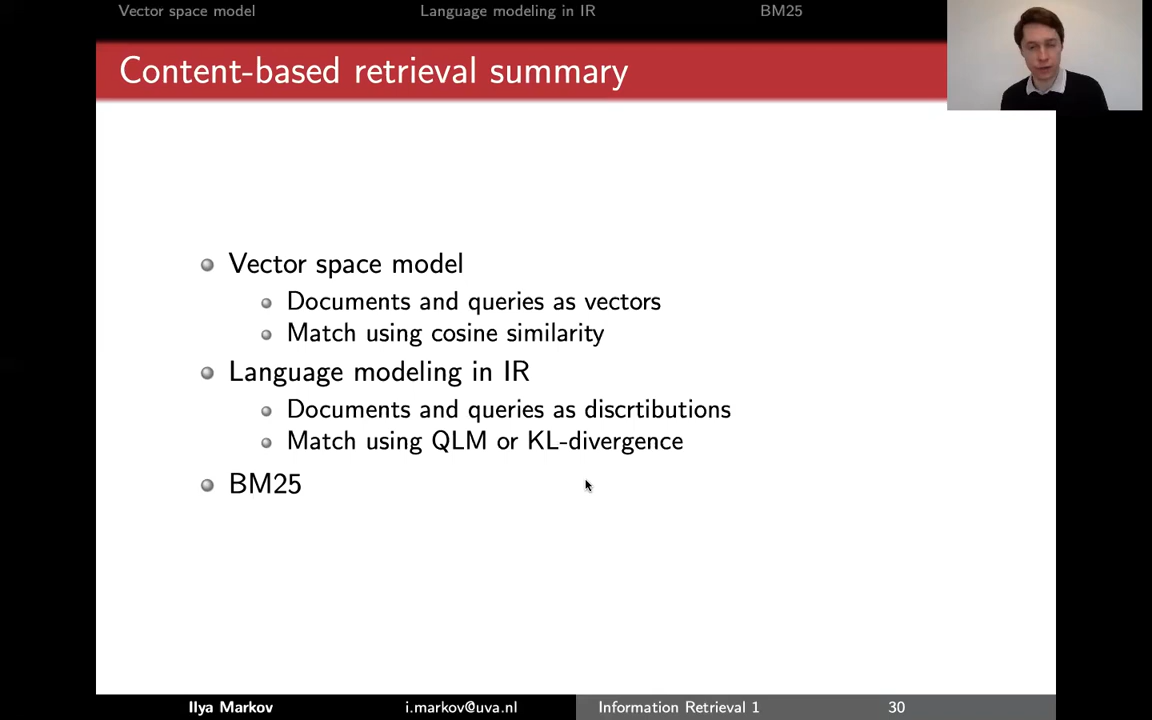 Vector space model Language modeling in IR BM25
Content-based retrieval summary
Vector space model
Documents and queries as vectors
Match using cosine similarity
Language modeling in IR
Documents and queries as discrtibutions
Match using QLM or KL-divergence
BM25
Ilya Markov i.markov@uva.nl Information Retrieval 1 30